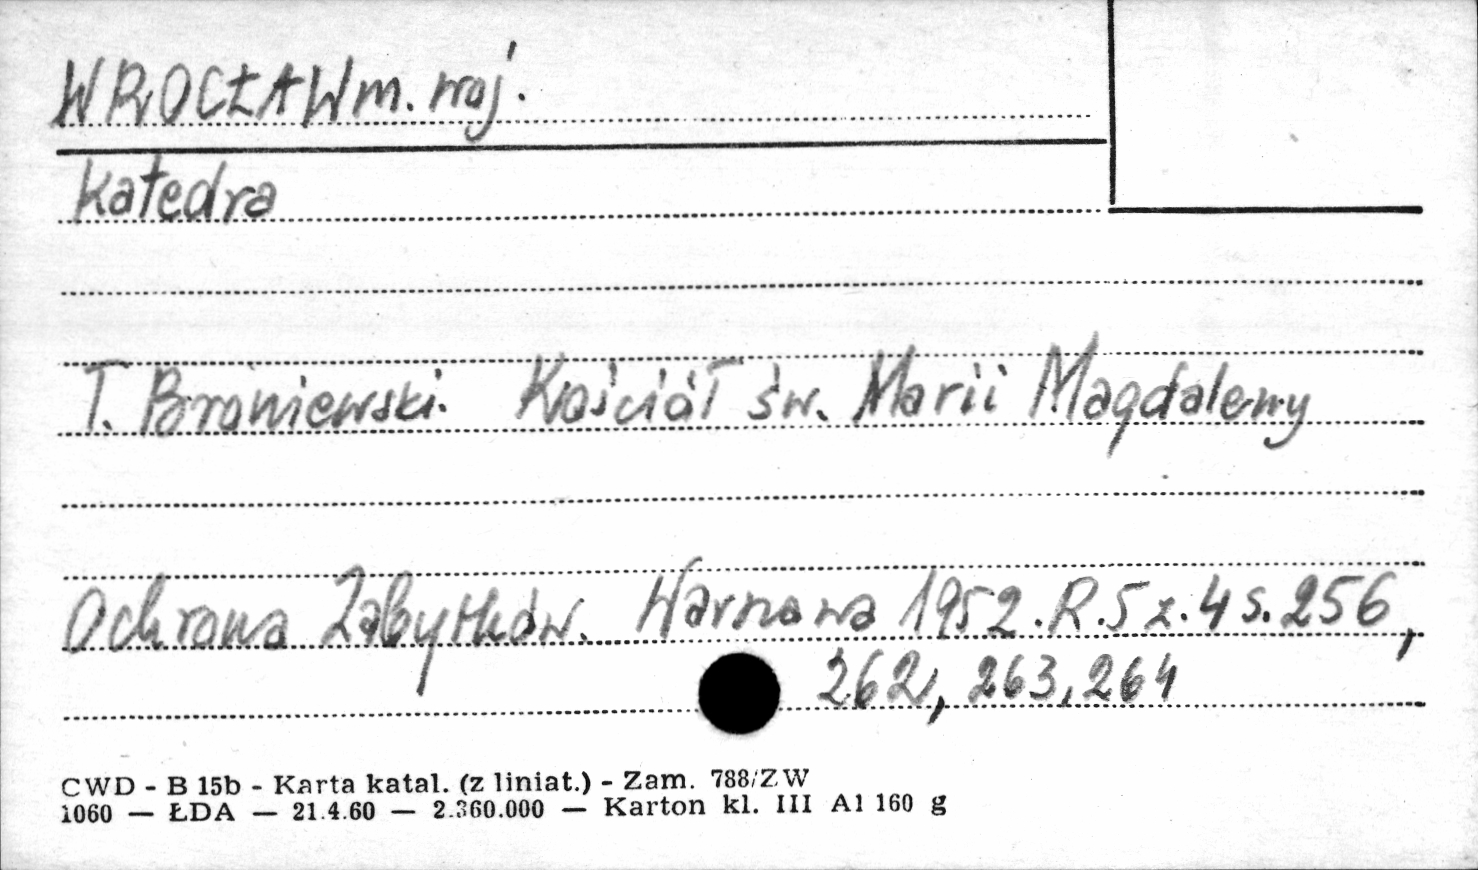 WROCŁAW m. woj.
Katedra
T. Broniewski. Kościół św. Marii Magdaleny
Ochrona Zabytków. Warszawa 1952. R.5 z.4 s.256,
262, 263, 264
CWD - B 15b - Karta katal. (z liniat.) - Zam. 788/ZW
1060 — ŁDA — 21.4.60 — 2.360.000 — Karton kl. III A1 160 g